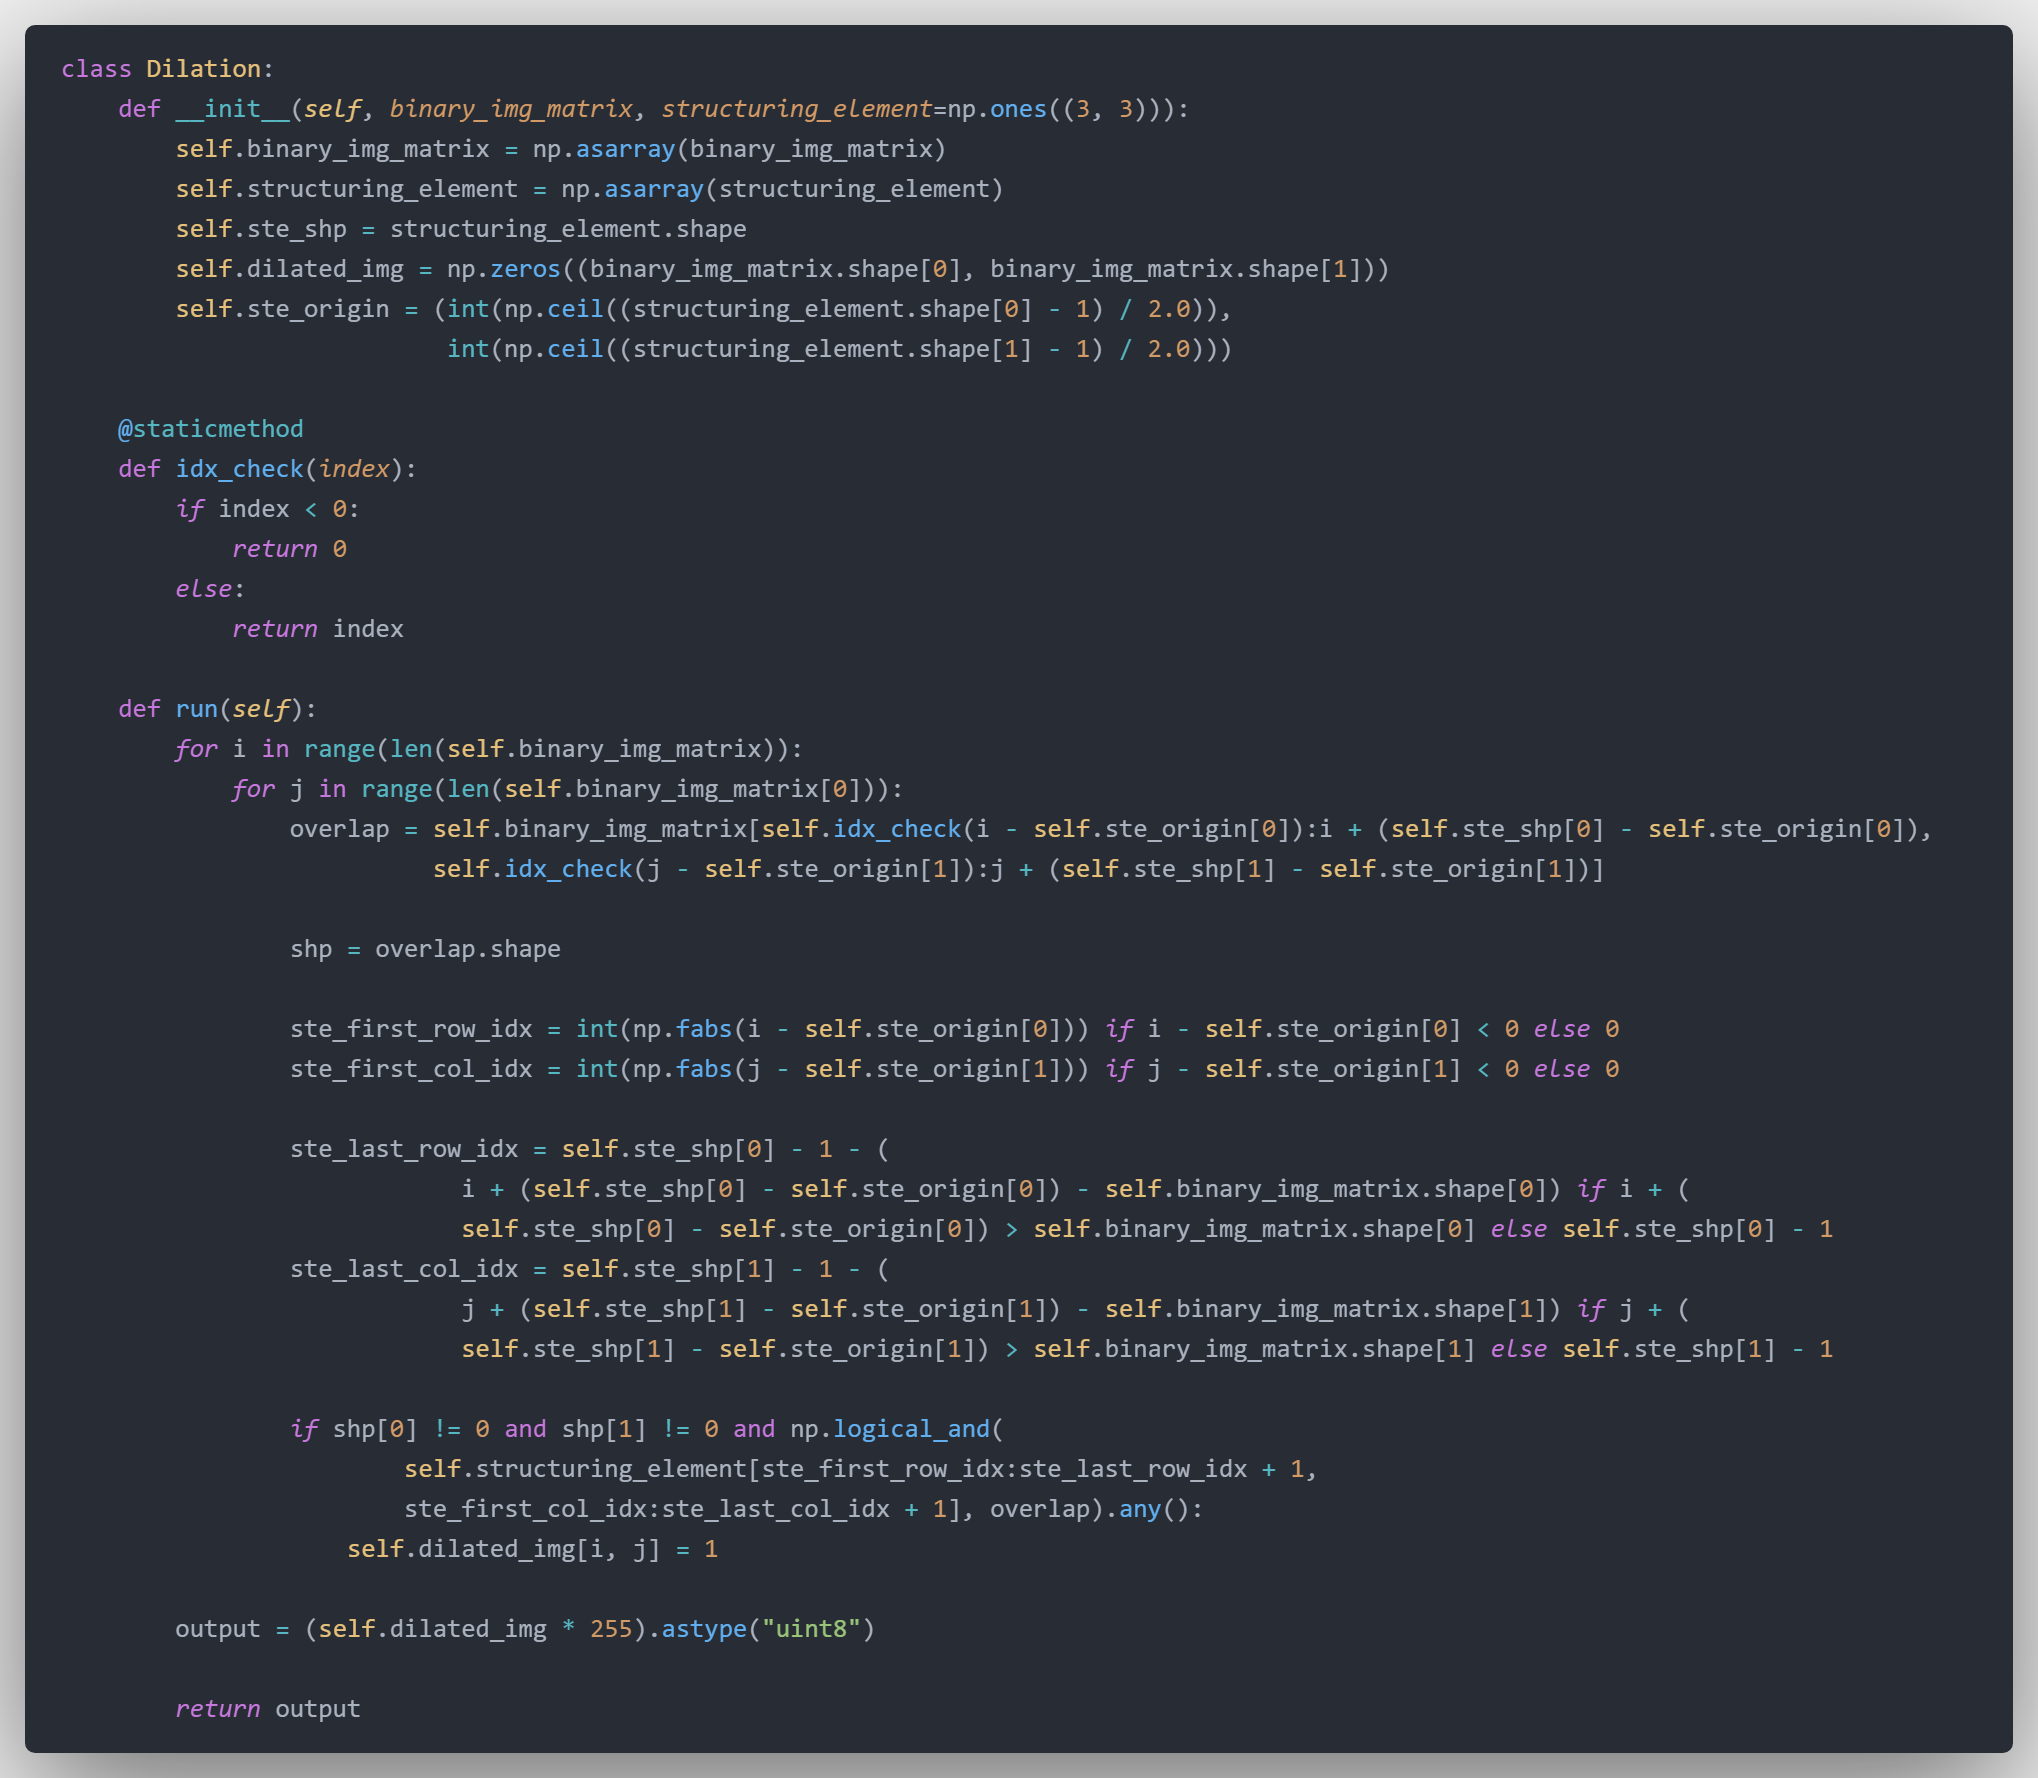 class Dilation:
    def __init__(self, binary_img_matrix, structuring_element=np.ones((3, 3))):
        self.binary_img_matrix = np.asarray(binary_img_matrix)
        self.structuring_element = np.asarray(structuring_element)
        self.ste_shp = structuring_element.shape
        self.dilated_img = np.zeros((binary_img_matrix.shape[0], binary_img_matrix.shape[1]))
        self.ste_origin = (int(np.ceil((structuring_element.shape[0] - 1) / 2.0)),
                           int(np.ceil((structuring_element.shape[1] - 1) / 2.0)))

    @staticmethod
    def idx_check(index):
        if index < 0:
            return 0
        else:
            return index

    def run(self):
        for i in range(len(self.binary_img_matrix)):
            for j in range(len(self.binary_img_matrix[0])):
                overlap = self.binary_img_matrix[self.idx_check(i - self.ste_origin[0]):i + (self.ste_shp[0] - self.ste_origin[0]),
                          self.idx_check(j - self.ste_origin[1]):j + (self.ste_shp[1] - self.ste_origin[1])]

                shp = overlap.shape

                ste_first_row_idx = int(np.fabs(i - self.ste_origin[0])) if i - self.ste_origin[0] < 0 else 0
                ste_first_col_idx = int(np.fabs(j - self.ste_origin[1])) if j - self.ste_origin[1] < 0 else 0

                ste_last_row_idx = self.ste_shp[0] - 1 - (
                            i + (self.ste_shp[0] - self.ste_origin[0]) - self.binary_img_matrix.shape[0]) if i + (
                            self.ste_shp[0] - self.ste_origin[0]) > self.binary_img_matrix.shape[0] else self.ste_shp[0] - 1
                ste_last_col_idx = self.ste_shp[1] - 1 - (
                            j + (self.ste_shp[1] - self.ste_origin[1]) - self.binary_img_matrix.shape[1]) if j + (
                            self.ste_shp[1] - self.ste_origin[1]) > self.binary_img_matrix.shape[1] else self.ste_shp[1] - 1

                if shp[0] != 0 and shp[1] != 0 and np.logical_and(
                        self.structuring_element[ste_first_row_idx:ste_last_row_idx + 1,
                        ste_first_col_idx:ste_last_col_idx + 1], overlap).any():
                    self.dilated_img[i, j] = 1

        output = (self.dilated_img * 255).astype("uint8")

        return output